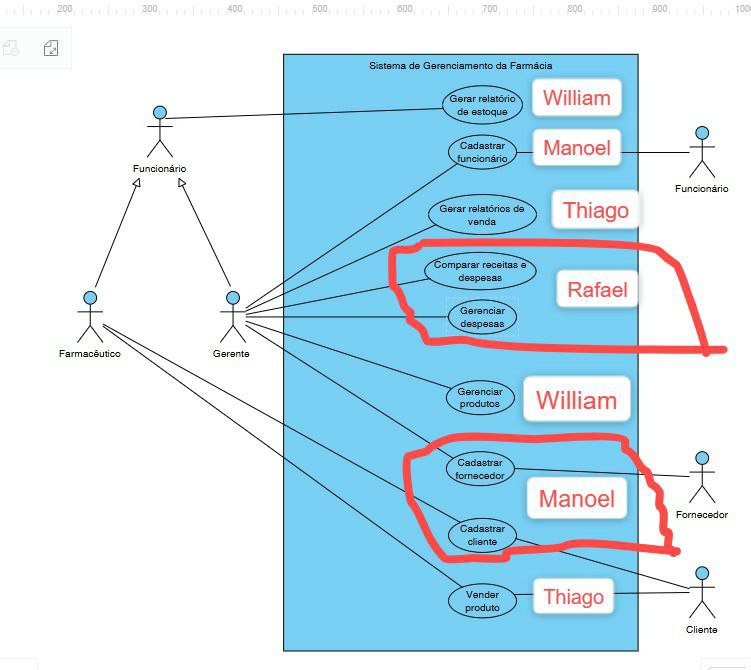 200
300
400
500
600
700
800
900
1000
Sistema de Gerenciamento da Farmácia
Gerar relatório
de estoque
William
Cadastrar
funcionário
Manoel
Funcionário
Funcionário
Gerar relatórios de
venda
Thiago
Comparar receitas e
despesas
Rafael
Gerenciar
despesas
Farmacêutico
Gerente
Gerenciar
produtos
William
Cadastrar
fornecedor
Manoel
Fornecedor
Cadastrar
cliente
Vender
produto
Thiago
Cliente